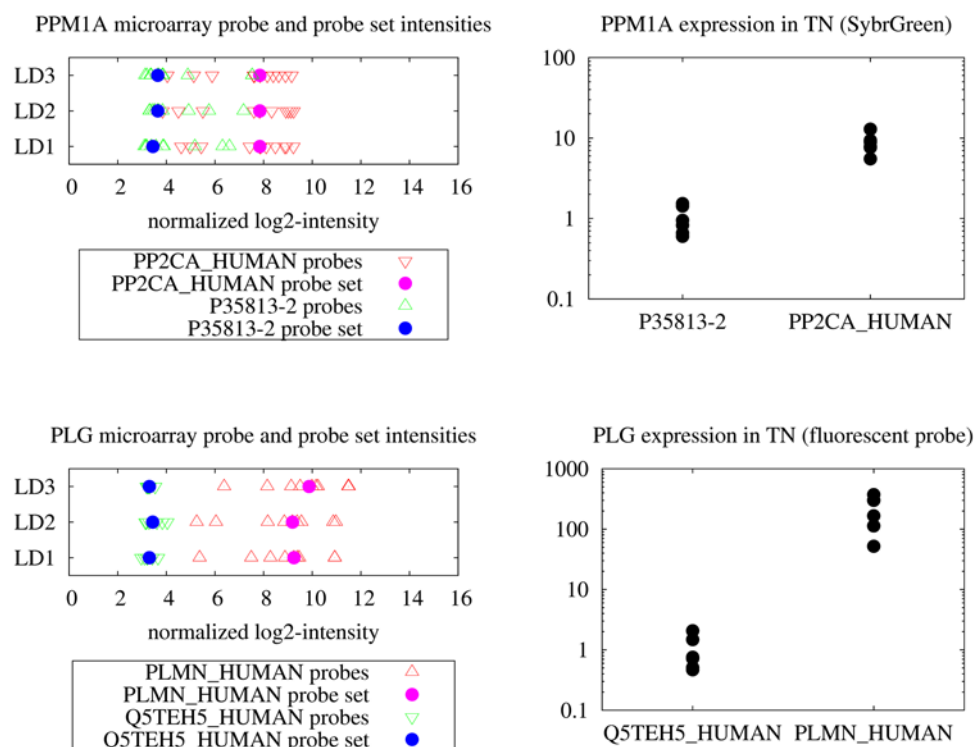 PPM1A microarray probe and probe set intensities
LD3
LD2
LD1
0 2 4 6 8 10 12 14 16
normalized log2-intensity
PP2CA_HUMAN probes
PP2CA_HUMAN probe set
P35813-2 probes
P35813-2 probe set
PPM1A expression in TN (SybrGreen)
100
10
1
0.1
P35813-2 PP2CA_HUMAN
PLG microarray probe and probe set intensities
LD3
LD2
LD1
0 2 4 6 8 10 12 14 16
normalized log2-intensity
PLMN_HUMAN probes
PLMN_HUMAN probe set
Q5TEH5_HUMAN probes
Q5TEH5_HUMAN probe set
PLG expression in TN (fluorescent probe)
1000
100
10
1
0.1
Q5TEH5_HUMAN PLMN_HUMAN